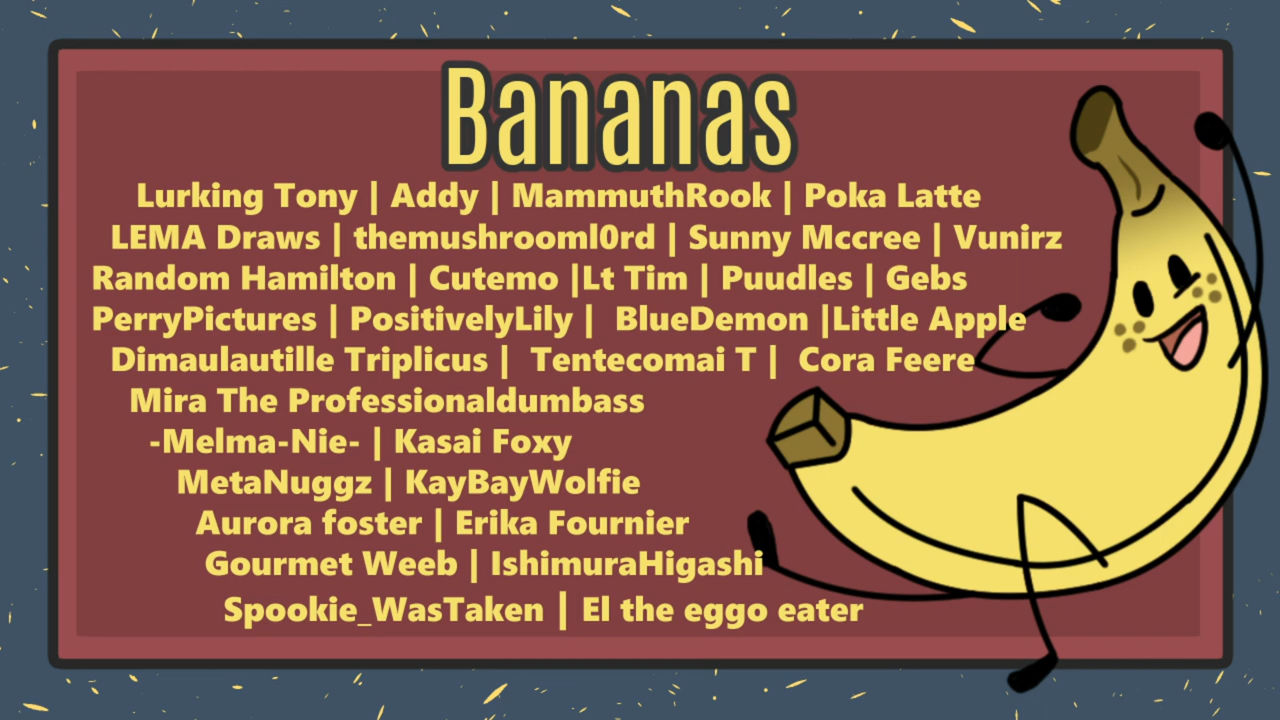 Bananas
Lurking Tony | Addy | MammuthRook | Poka Latte
LEMA Draws | themushrooml0rd | Sunny Mccree | Vunirz
Random Hamilton | Cutemo |Lt Tim | Puudles | Gebs
PerryPictures | PositivelyLily |  BlueDemon |Little Apple
Dimaulautille Triplicus |  Tentecomai T |  Cora Feere
Mira The Professionaldumbass
-Melma-Nie- | Kasai Foxy
MetaNuggz | KayBayWolfie
Aurora foster | Erika Fournier
Gourmet Weeb | IshimuraHigashi
Spookie_WasTaken | El the eggo eater